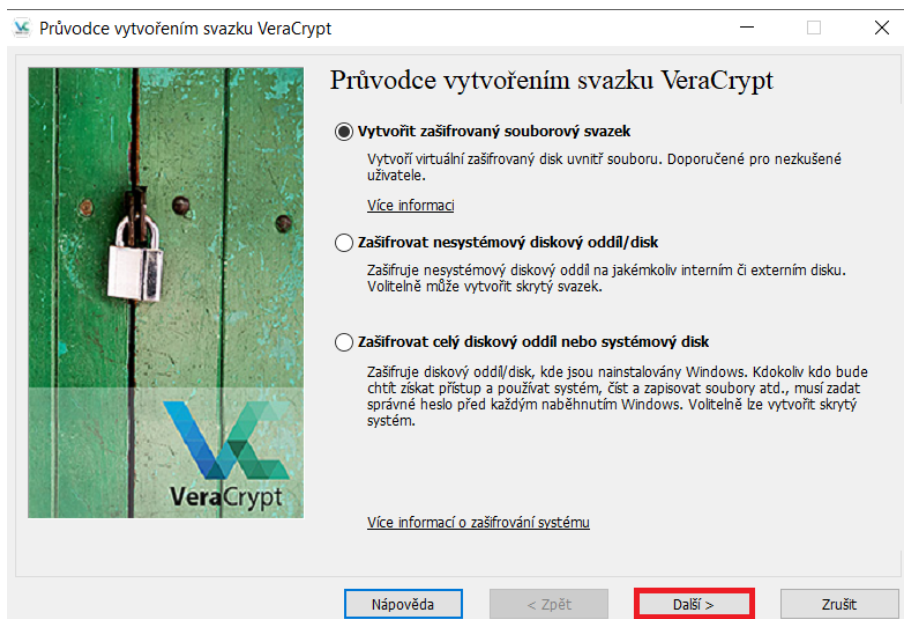 Průvodce vytvořením svazku VeraCrypt
Průvodce vytvořením svazku VeraCrypt
Vytvořit zašifrovaný souborový svazek
Vytvoří virtuální zašifrovaný disk uvnitř souboru. Doporučené pro nezkušené
uživatele.
Více informaci
Zašifrovat nesystémový diskový oddíl/disk
Zašifruje nesystémový diskový oddíl na jakémkoliv interním či externím disku.
Volitelně může vytvořit skrytý svazek.
Zašifrovat celý diskový oddíl nebo systémový disk
Zašifruje diskový oddíl/disk, kde jsou nainstalovány Windows. Kdokoliv kdo bude
chtít získat přístup a používat systém, číst a zapisovat soubory atd., musí zadat
správné heslo před každým naběhnutím Windows. Volitelně lze vytvořit skrytý
systém.
VeraCrypt
Více informací o zašifrování systému
Nápověda
< Zpět
Další >
Zrušit